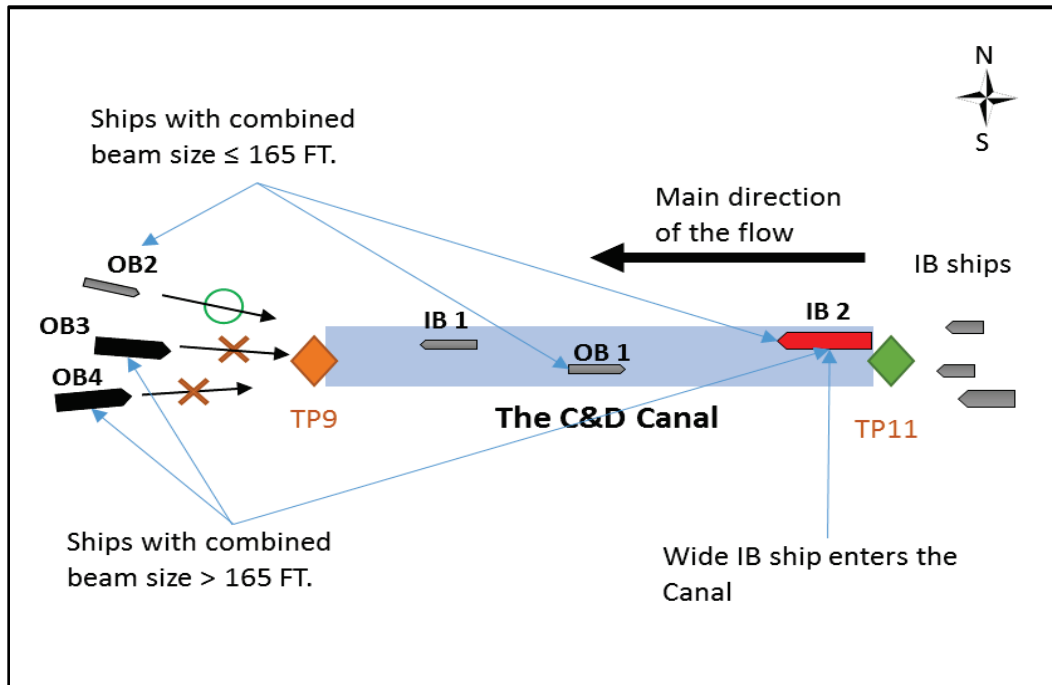 N
S
Ships with combined
beam size ≤ 165 FT.
Main direction
of the flow
IB ships
OB2
OB3
OB4
IB 1
OB 1
IB 2
TP9
The C&D Canal
TP11
Ships with combined
beam size > 165 FT.
Wide IB ship enters the
Canal